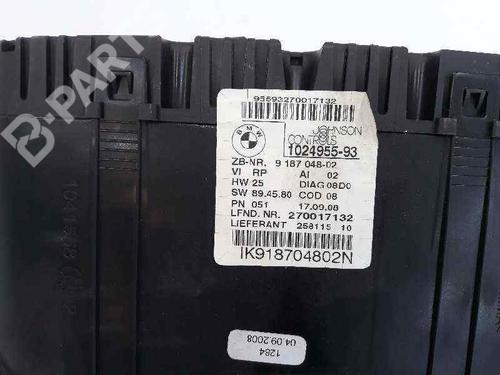 B-PARTS
95593270017132
BMW
JOHNSON
CONTROLS
1024955-93
ZB-NR. 9 187 048-02
VI RP AI 02
HW 25 DIAG 08D0
SW 89.45.80 COD 08
PN 051 17.09.08
LFND. NR. 270017132
LIEFERANT 258115 10
IK918704802N
1284
04.09.2008